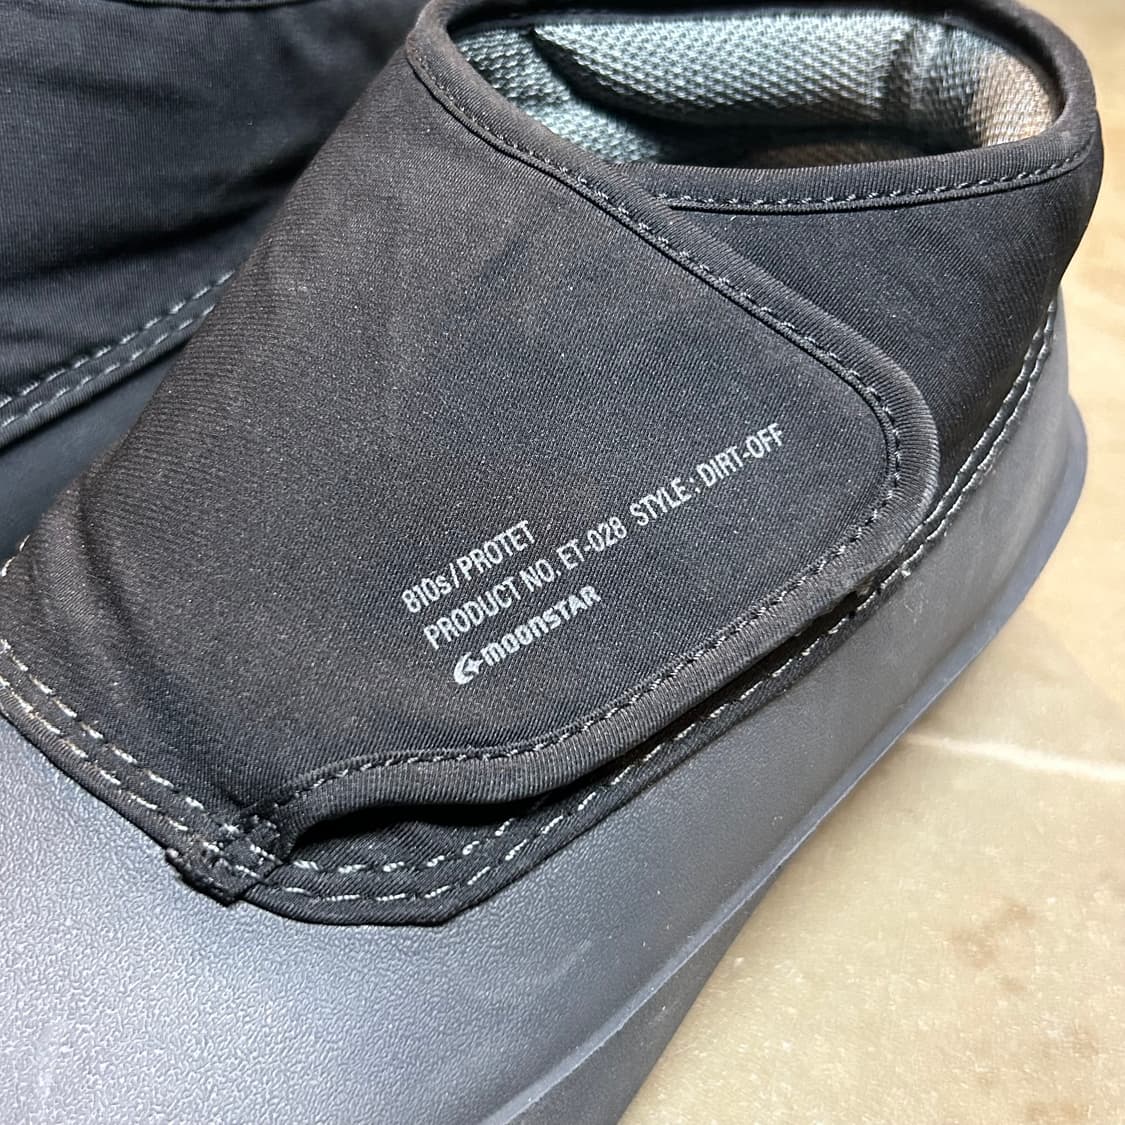 810s/PROTET
PRODUCT NO. ET-028 STYLE : DIRT-OFF
moonstar